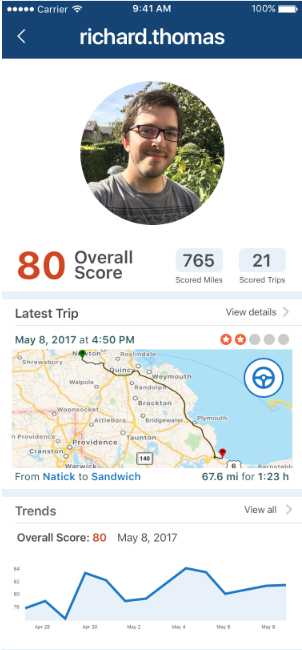 Carrier 9:41 AM 100%
richard.thomas
80 Overall Score 765 21
Scored Miles Scored Trips
Latest Trip View details
May 8, 2017 at 4:50 PM
Shrewsbury
Newton
Roslindale
Quincy
Weymouth
Walpole
Randolph
Brockton
Woonsocket
Attleboro
Bridgewater
Plymouth
h Providence
Providence
Taunton
Cranston
140
Warwick
6
Barnstabl
From Natick to Sandwich 67.6 mi for 1:23 h
Trends View all
Overall Score: 80 May 8, 2017
84
82
80
78
Apr 28 Apr 30 May 2 May 4 May 6 May 8